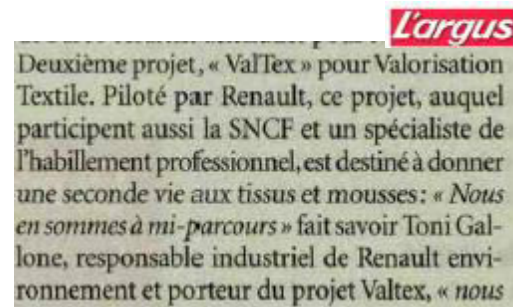 L'argus
Deuxième projet, « ValTex » pour Valorisation
Textile. Piloté par Renault, ce projet, auquel
participent aussi la SNCF et un spécialiste de
l'habillement professionnel, est destiné à donner
une seconde vie aux tissus et mousses : « Nous
en sommes à mi-parcours » fait savoir Toni Gal-
lone, responsable industriel de Renault envi-
ronnement et porteur du projet Valtex, « nous